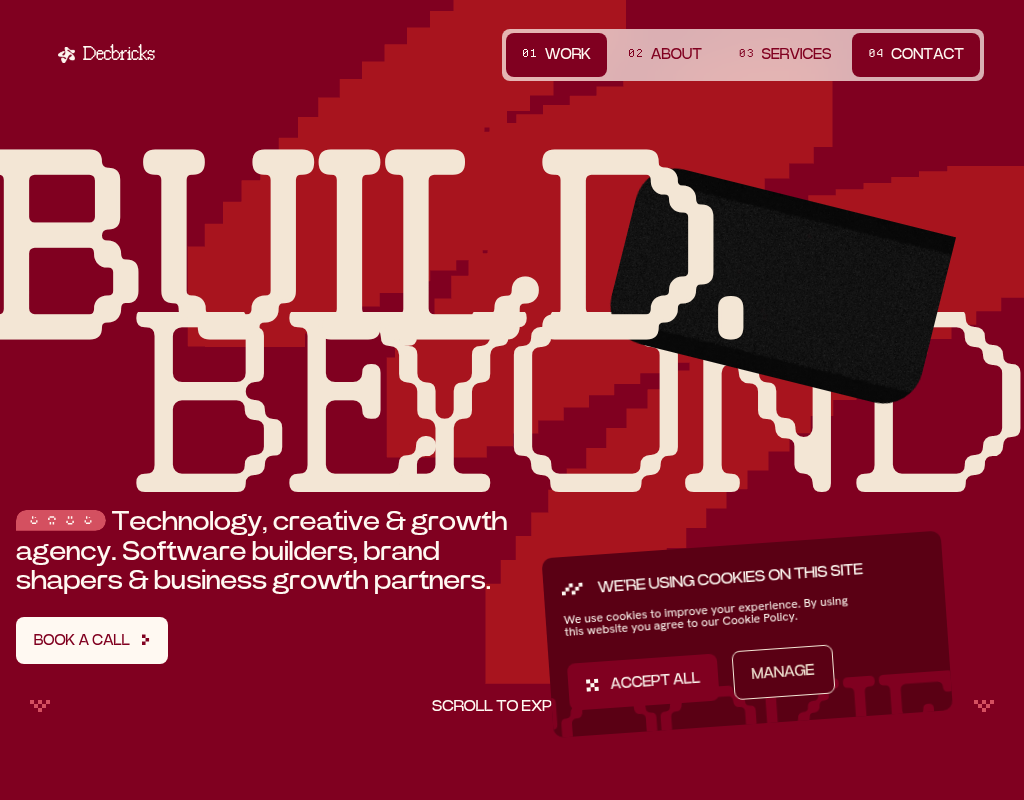 Decbricks
01 WORK
02 ABOUT
03 SERVICES
04 CONTACT
BUILD.
BEYOND
Technology, creative & growth
agency. Software builders, brand
shapers & business growth partners.
BOOK A CALL
WE'RE USING COOKIES ON THIS SITE
We use cookies to improve your experience. By using
this website you agree to our Cookie Policy.
ACCEPT ALL
MANAGE
SCROLL TO EXP